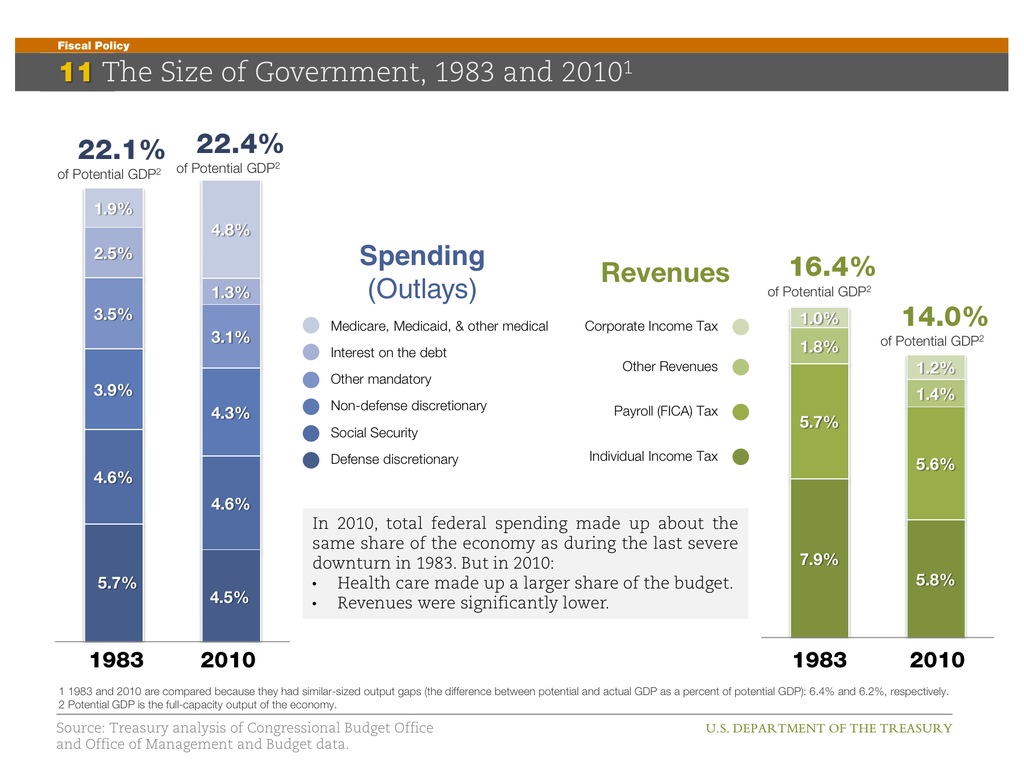 Fiscal Policy
11 The Size of Government, 1983 and 2010¹
22.1%
of Potential GDP²
22.4%
of Potential GDP²
1.9%
2.5%
3.5%
3.9%
4.6%
5.7%
1983
4.8%
1.3%
3.1%
4.3%
4.6%
4.5%
2010
Spending
(Outlays)
Medicare, Medicaid, & other medical
Interest on the debt
Other mandatory
Non-defense discretionary
Social Security
Defense discretionary
Revenues
Corporate Income Tax
Other Revenues
Payroll (FICA) Tax
Individual Income Tax
In 2010, total federal spending made up about the
same share of the economy as during the last severe
downturn in 1983. But in 2010:
• Health care made up a larger share of the budget.
• Revenues were significantly lower.
16.4%
of Potential GDP²
1.0%
1.8%
5.7%
7.9%
1983
14.0%
of Potential GDP²
1.2%
1.4%
5.6%
5.8%
2010
1 1983 and 2010 are compared because they had similar-sized output gaps (the difference between potential and actual GDP as a percent of potential GDP): 6.4% and 6.2%, respectively.
2 Potential GDP is the full-capacity output of the economy.
Source: Treasury analysis of Congressional Budget Office
and Office of Management and Budget data.
U.S. DEPARTMENT OF THE TREASURY